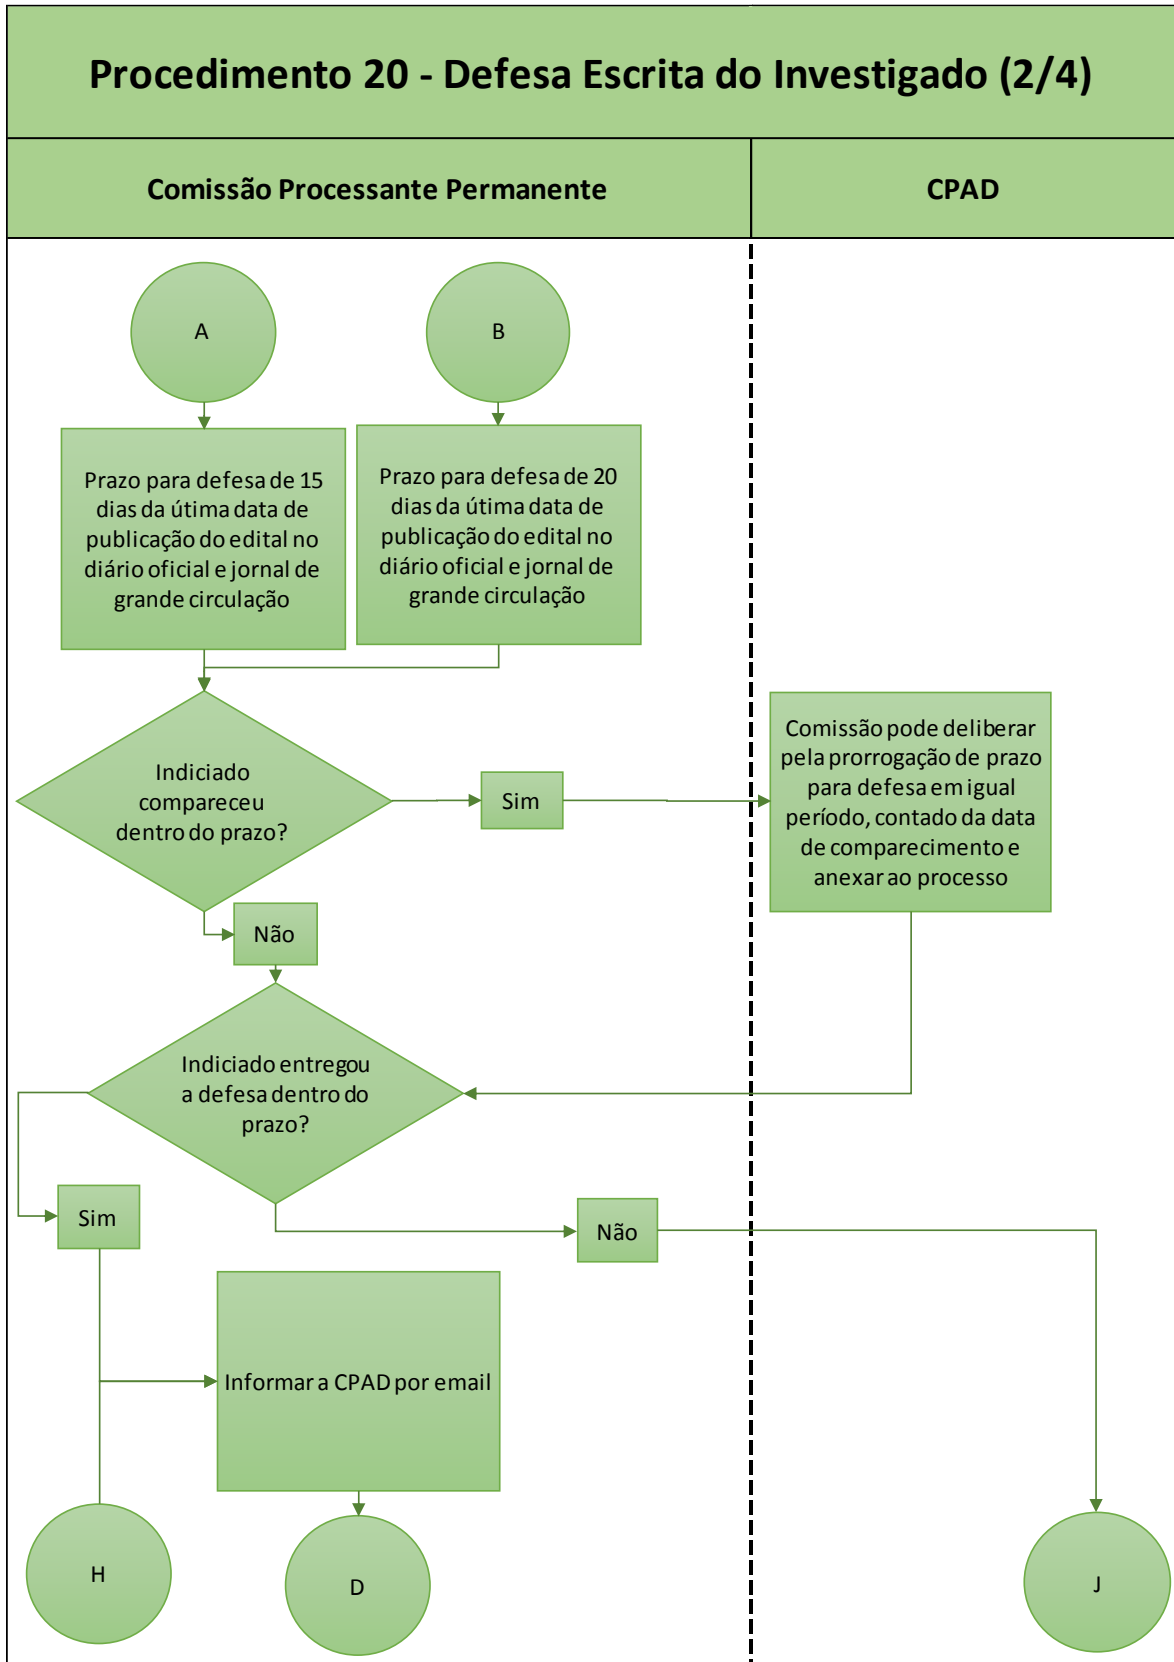 Procedimento 20 - Defesa Escrita do Investigado (2/4)
Comissão Processante Permanente
CPAD
A
B
Prazo para defesa de 15
dias da útima data de
publicação do edital no
diário oficial e jornal de
grande circulação
Prazo para defesa de 20
dias da útima data de
publicação do edital no
diário oficial e jornal de
grande circulação
Indiciado
compareceu
dentro do prazo?
Sim
Comissão pode deliberar
pela prorrogação de prazo
para defesa em igual
período, contado da data
de comparecimento e
anexar ao processo
Não
Indiciado entregou
a defesa dentro do
prazo?
Sim
Não
Informar a CPAD por email
H
D
J